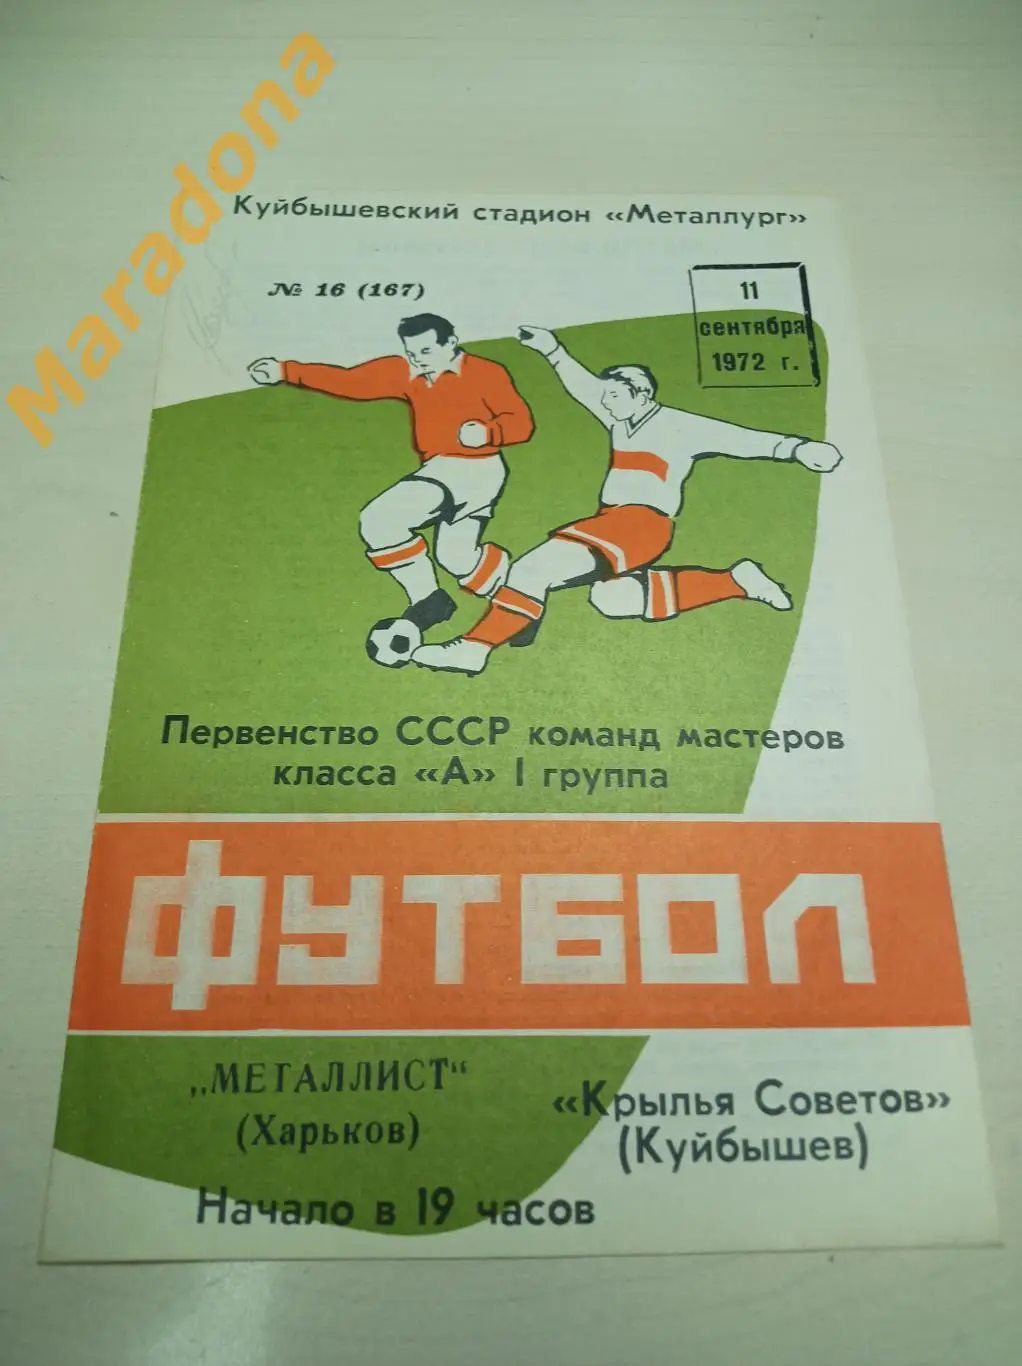 Maradona
Куйбышевский стадион «Металлург»
№ 16 (167)
11
сентября
1972 г.
Первенство СССР команд мастеров
класса «А» I группа
ФУТБОЛ
„МЕТАЛЛИСТ“
(Харьков)
«Крылья Советов»
(Куйбышев)
Начало в 19 часов